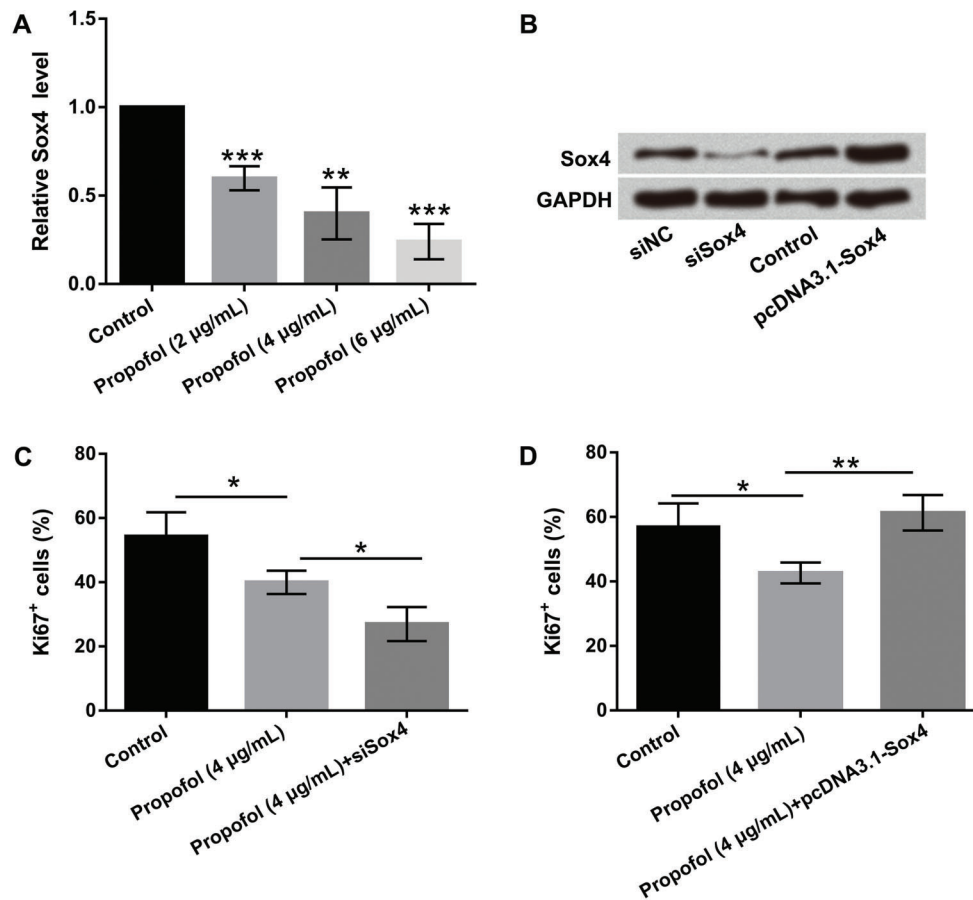 A
Relative Sox4 level
1.5
1.0
0.5
0.0
***
**
***
Control
Propofol (2 µg/mL)
Propofol (4 µg/mL)
Propofol (6 µg/mL)
B
Sox4
GAPDH
siNC
siSox4
Control
pcDNA3.1-Sox4
C
Ki67+ cells (%)
80
60
40
20
0
*
*
Control
Propofol (4 µg/mL)
Propofol (4 µg/mL)+siSox4
D
Ki67+ cells (%)
80
60
40
20
0
*
**
Control
Propofol (4 µg/mL)
Propofol (4 µg/mL)+pcDNA3.1-Sox4